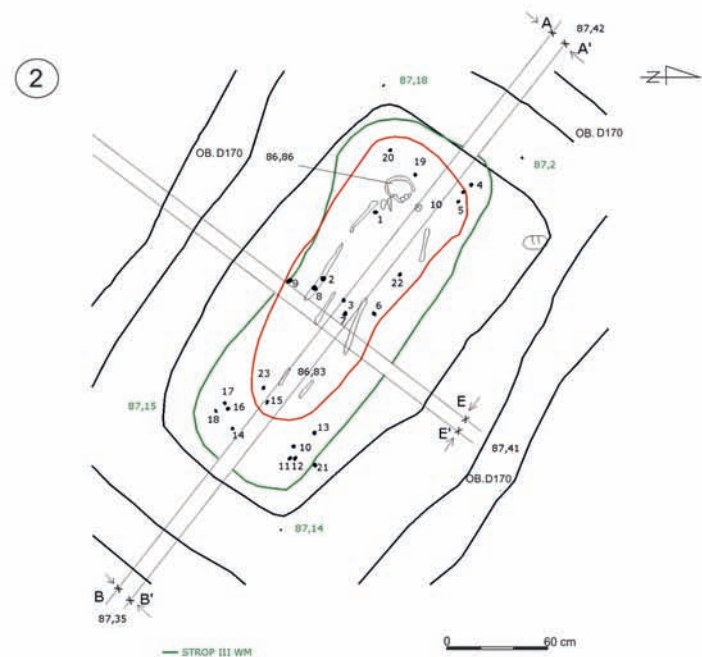 A
87,42
A'
2
87,18
N
OB. D170
OB. D170
86,86
20
19
87,2
4
5
10
1
9
2
8
22
3
7
6
23
86,83
17
15
87,15
18
16
E
14
13
E'
10
87,41
11
12
21
OB.D170
87,14
B
B'
87,35
0
60 cm
STROP III WM